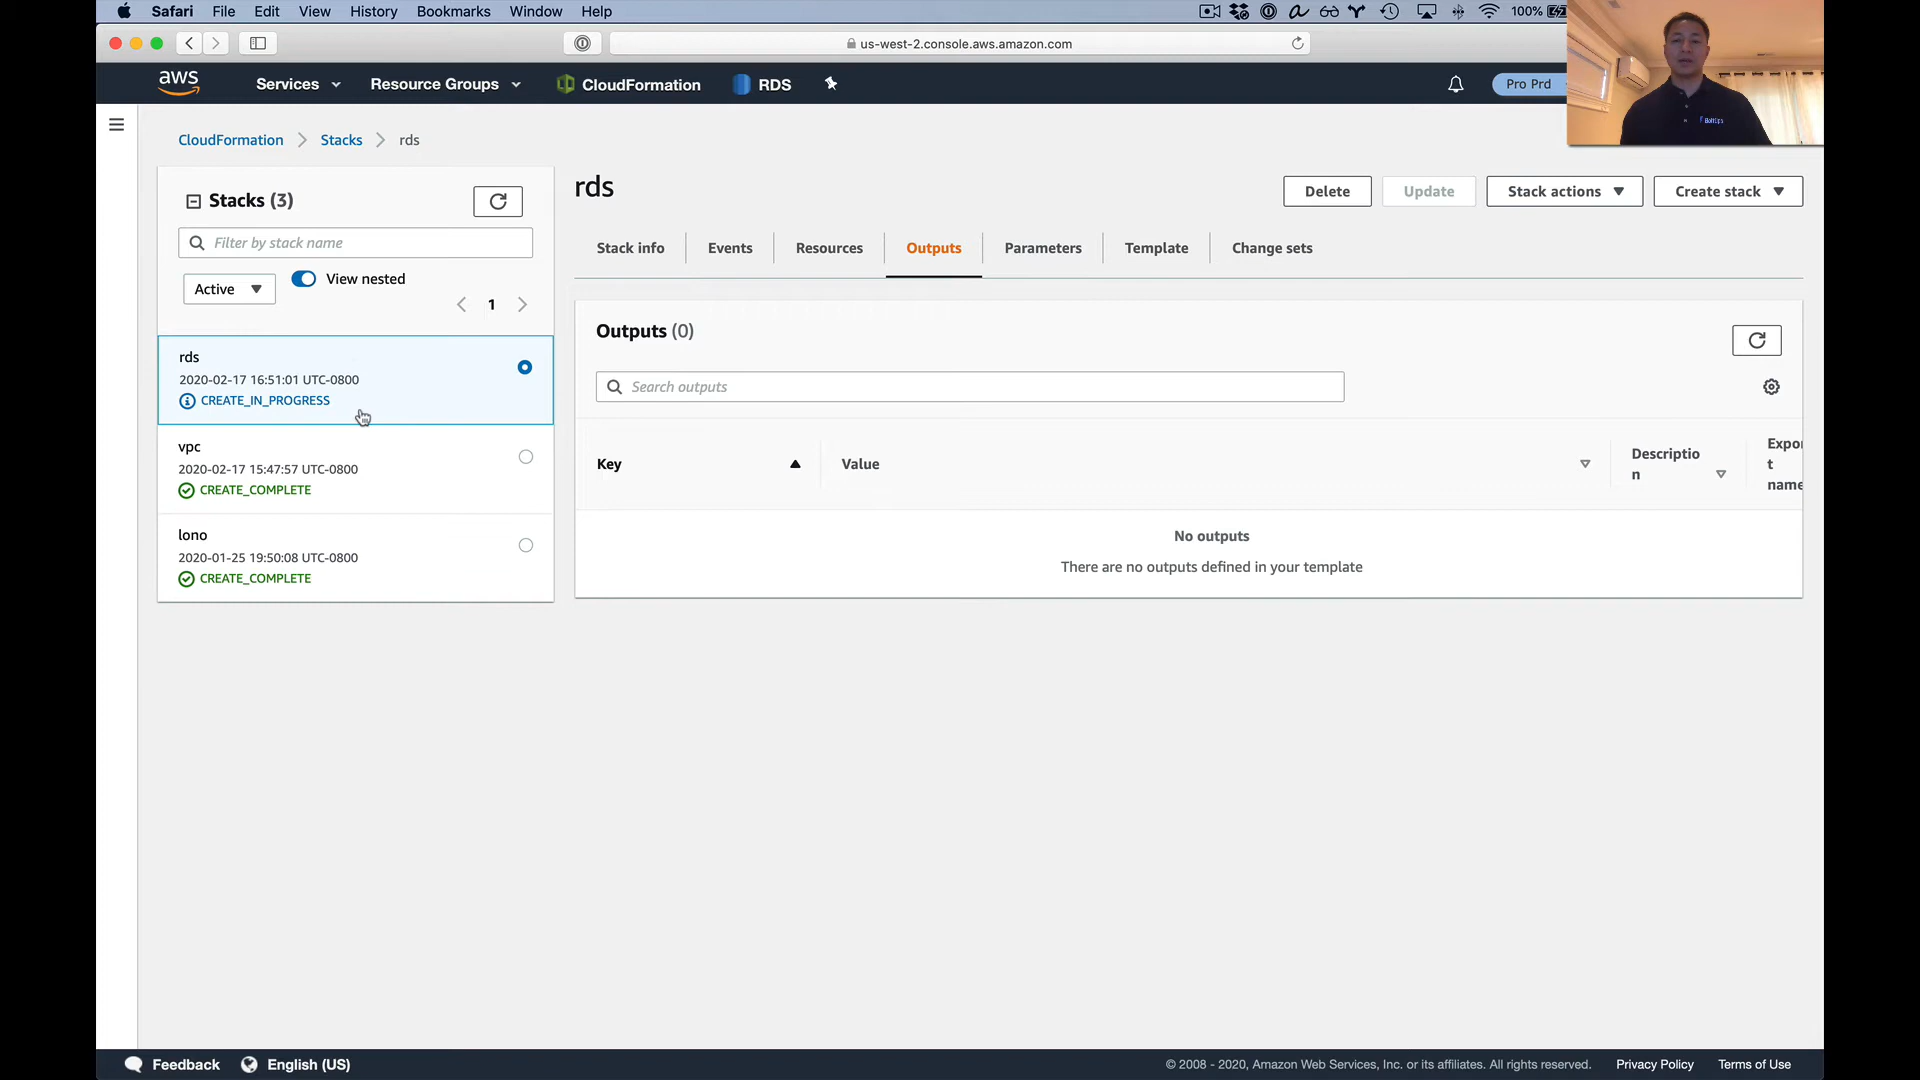 Safari File Edit View History Bookmarks Window Help 100%
us-west-2.console.aws.amazon.com
aws Services Resource Groups CloudFormation RDS Pro Prd
BoltOps
CloudFormation Stacks rds
Stacks (3)
Filter by stack name
Active View nested
1
rds
2020-02-17 16:51:01 UTC-0800
CREATE_IN_PROGRESS
vpc
2020-02-17 15:47:57 UTC-0800
CREATE_COMPLETE
lono
2020-01-25 19:50:08 UTC-0800
CREATE_COMPLETE
rds
Delete Update Stack actions Create stack
Stack info Events Resources Outputs Parameters Template Change sets
Outputs (0)
Search outputs
Key Value Descriptio
n
Expor
t
name
No outputs
There are no outputs defined in your template
Feedback English (US) © 2008 - 2020, Amazon Web Services, Inc. or its affiliates. All rights reserved. Privacy Policy Terms of Use